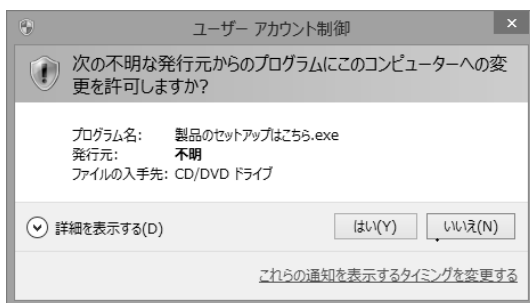 ユーザー アカウント制御
次の不明な発行元からのプログラムにこのコンピューターへの変
更を許可しますか?
プログラム名: 製品のセットアップはこちら.exe
発行元: 不明
ファイルの入手先: CD/DVD ドライブ
詳細を表示する(D)
はい(Y)
いいえ(N)
これらの通知を表示するタイミングを変更する